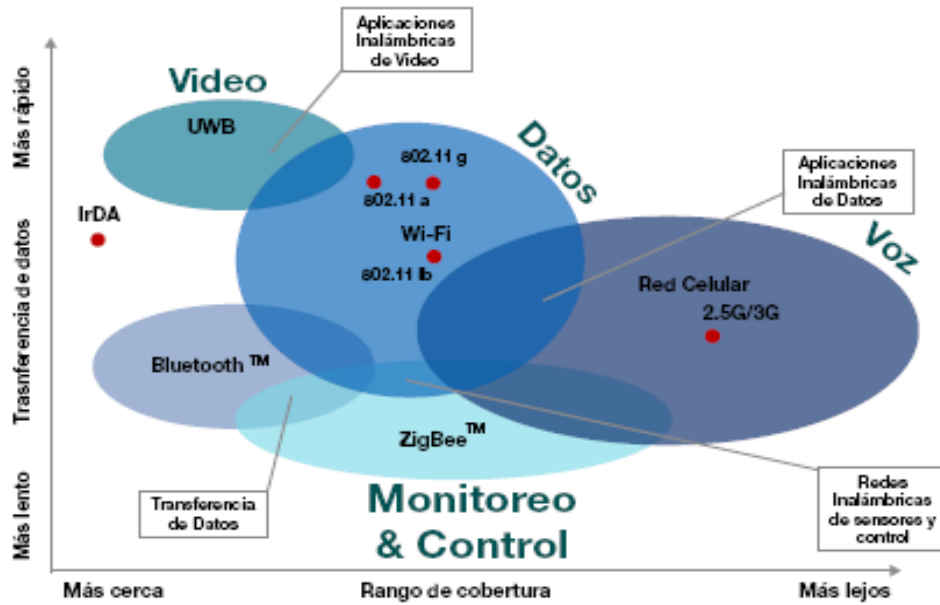 Aplicaciones
Inalámbricas
de Video
Video
UWB
Más rápido
Datos
802.11 g
802.11 a
Wi-Fi
802.11 lb
IrDA
Aplicaciones
Inalámbricas
de Datos
Voz
Red Celular
2.5G/3G
Trasnferencia de datos
Bluetooth ™
ZigBee™
Más lento
Transferencia
de Datos
Monitoreo
& Control
Redes
Inalámbricas
de sensores y
control
Más cerca
Rango de cobertura
Más lejos